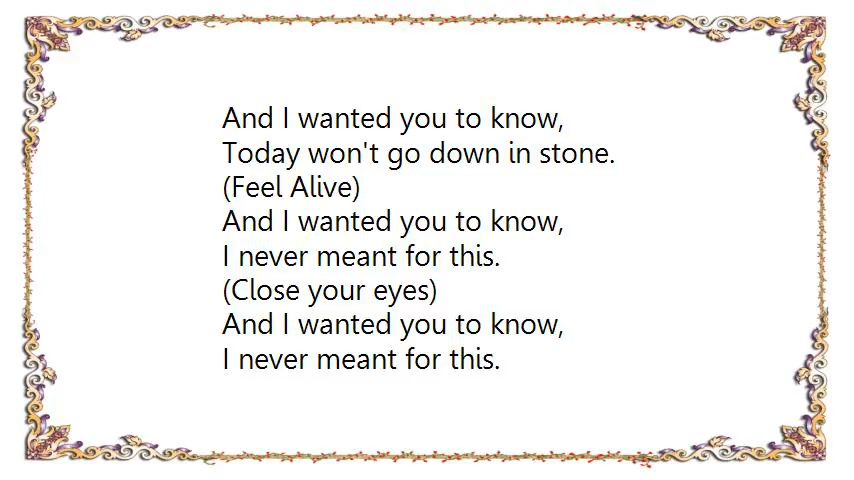 And I wanted you to know,
Today won't go down in stone.
(Feel Alive)
And I wanted you to know,
I never meant for this.
(Close your eyes)
And I wanted you to know,
I never meant for this.